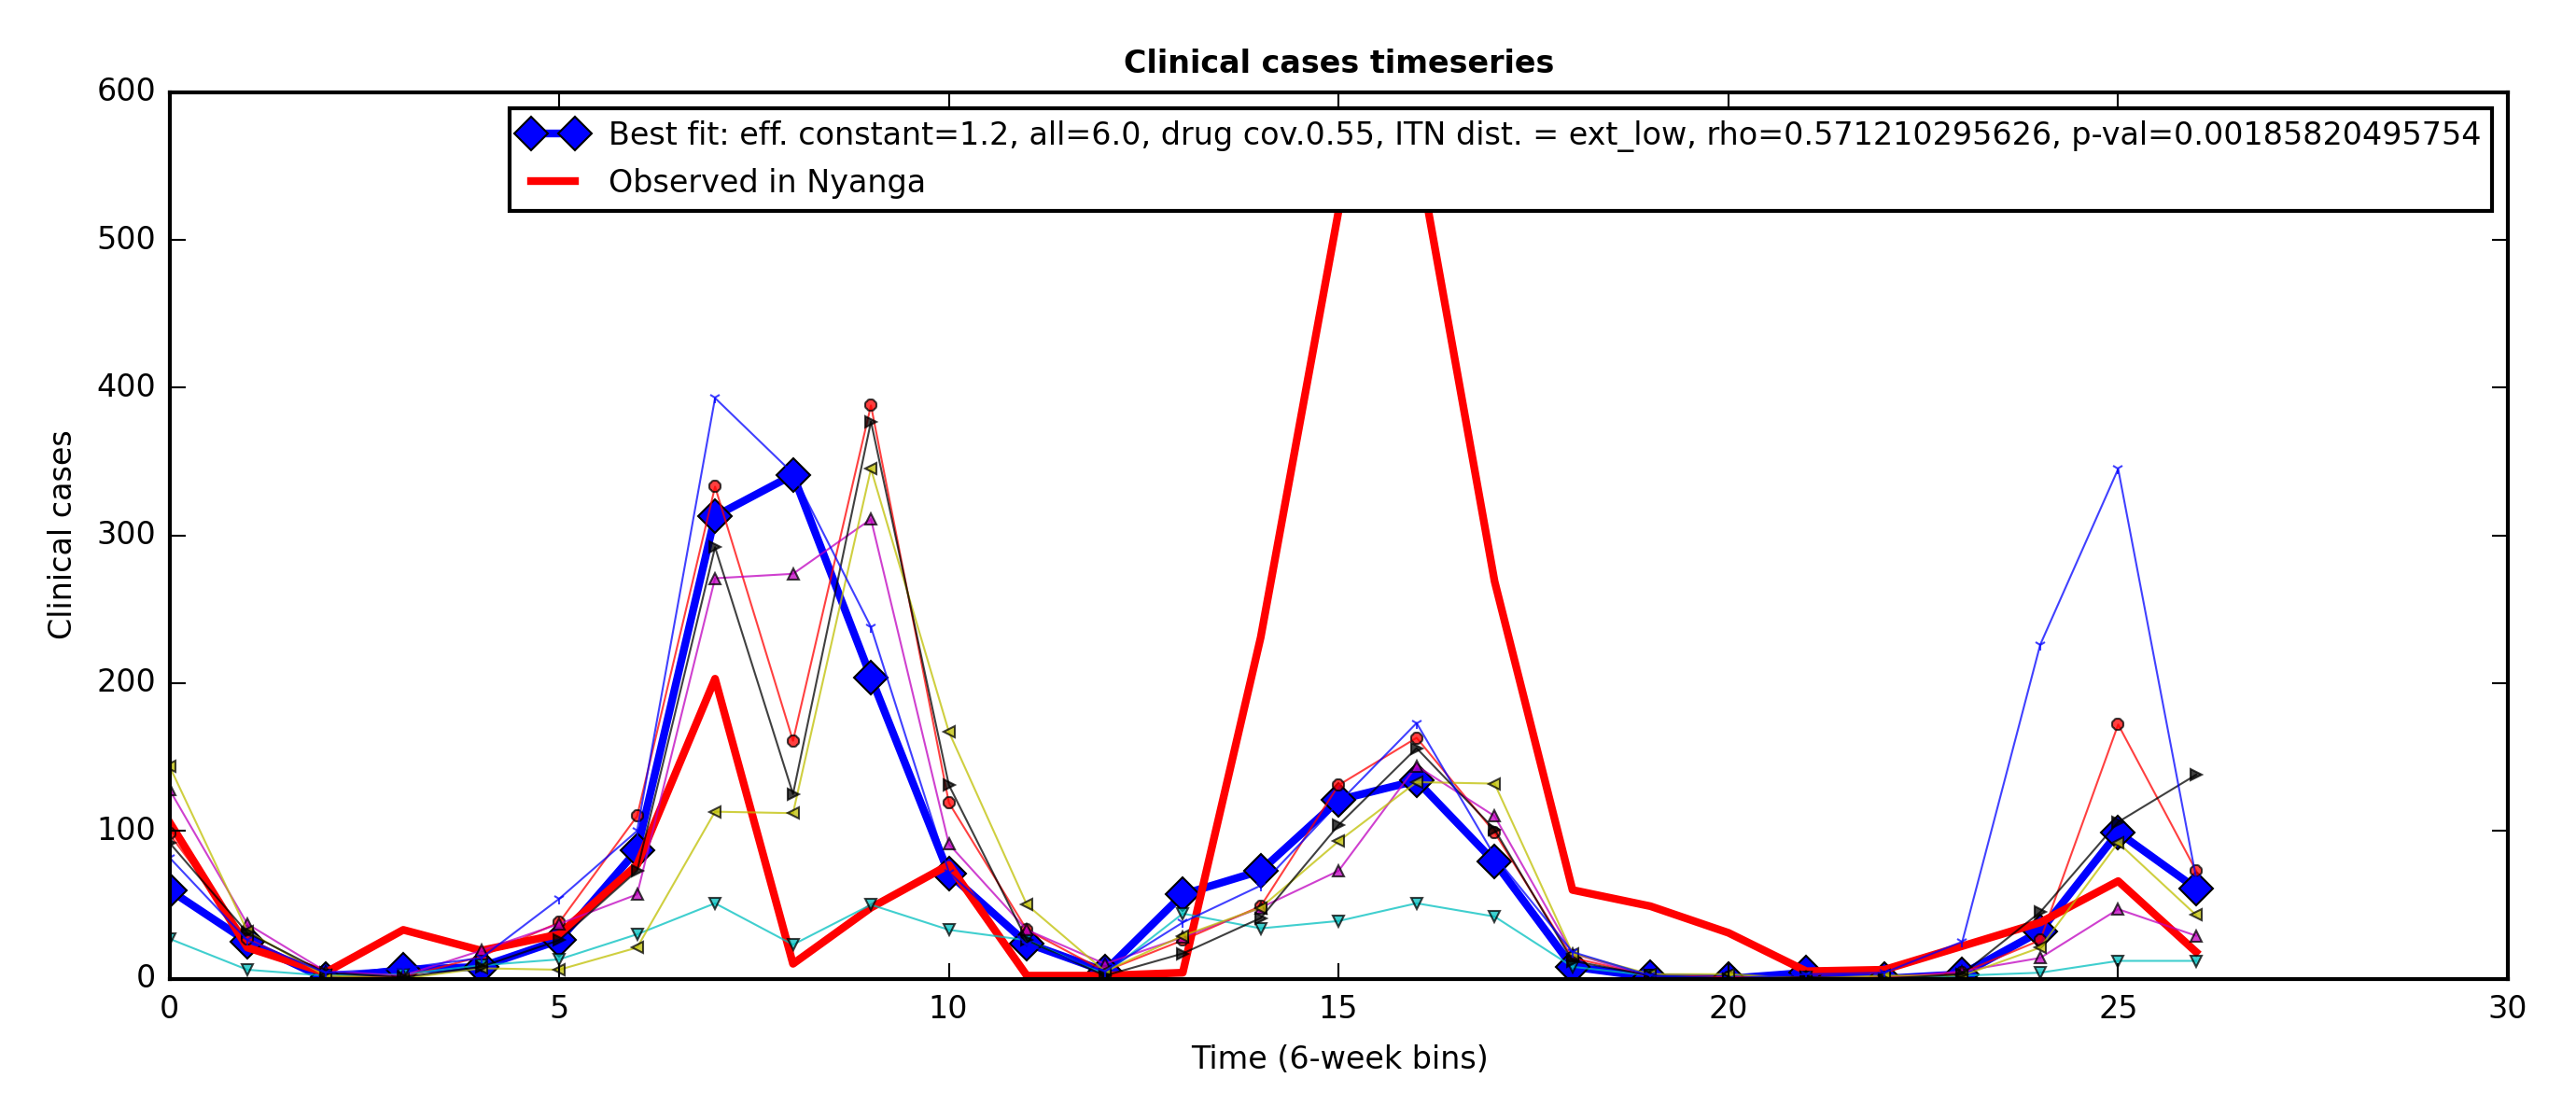 Clinical cases timeseries
600
500
400
300
200
100
0
Clinical cases
Best fit: eff. constant=1.2, all=6.0, drug cov.0.55, ITN dist. = ext_low, rho=0.571210295626, p-val=0.00185820495754
Observed in Nyanga
0 5 10 15 20 25 30
Time (6-week bins)